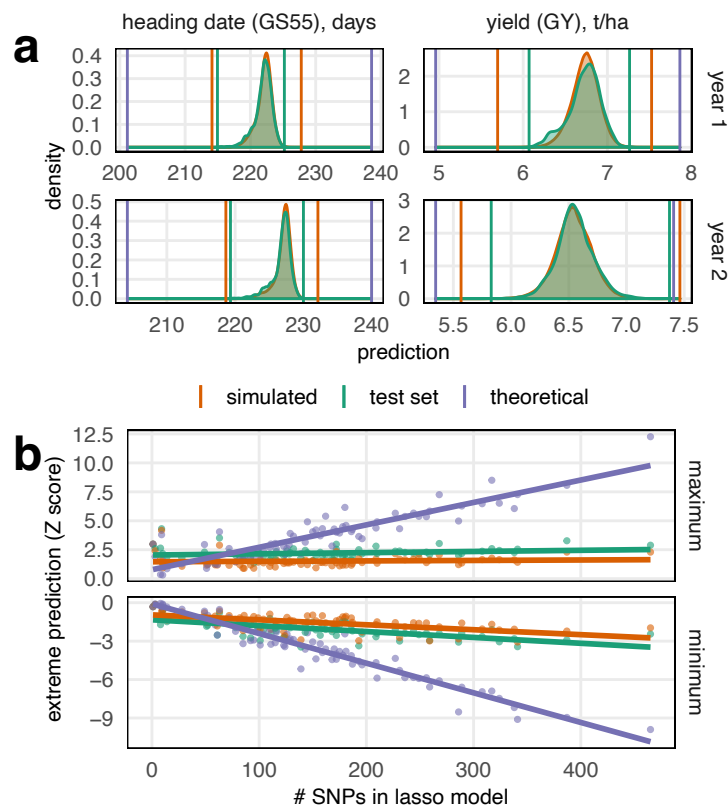 a
heading date (GS55), days
yield (GY), t/ha
density
0.4
0.3
0.2
0.1
0.0
200 210 220 230 240
2
1
0
5 6 7 8
year 1
0.5
0.4
0.3
0.2
0.1
0.0
210 220 230 240
3
2
1
0
5.5 6.0 6.5 7.0 7.5
year 2
prediction
simulated test set theoretical
b
extreme prediction (Z score)
12.5
10.0
7.5
5.0
2.5
0.0
maximum
0
−3
−6
−9
minimum
0 100 200 300 400
# SNPs in lasso model